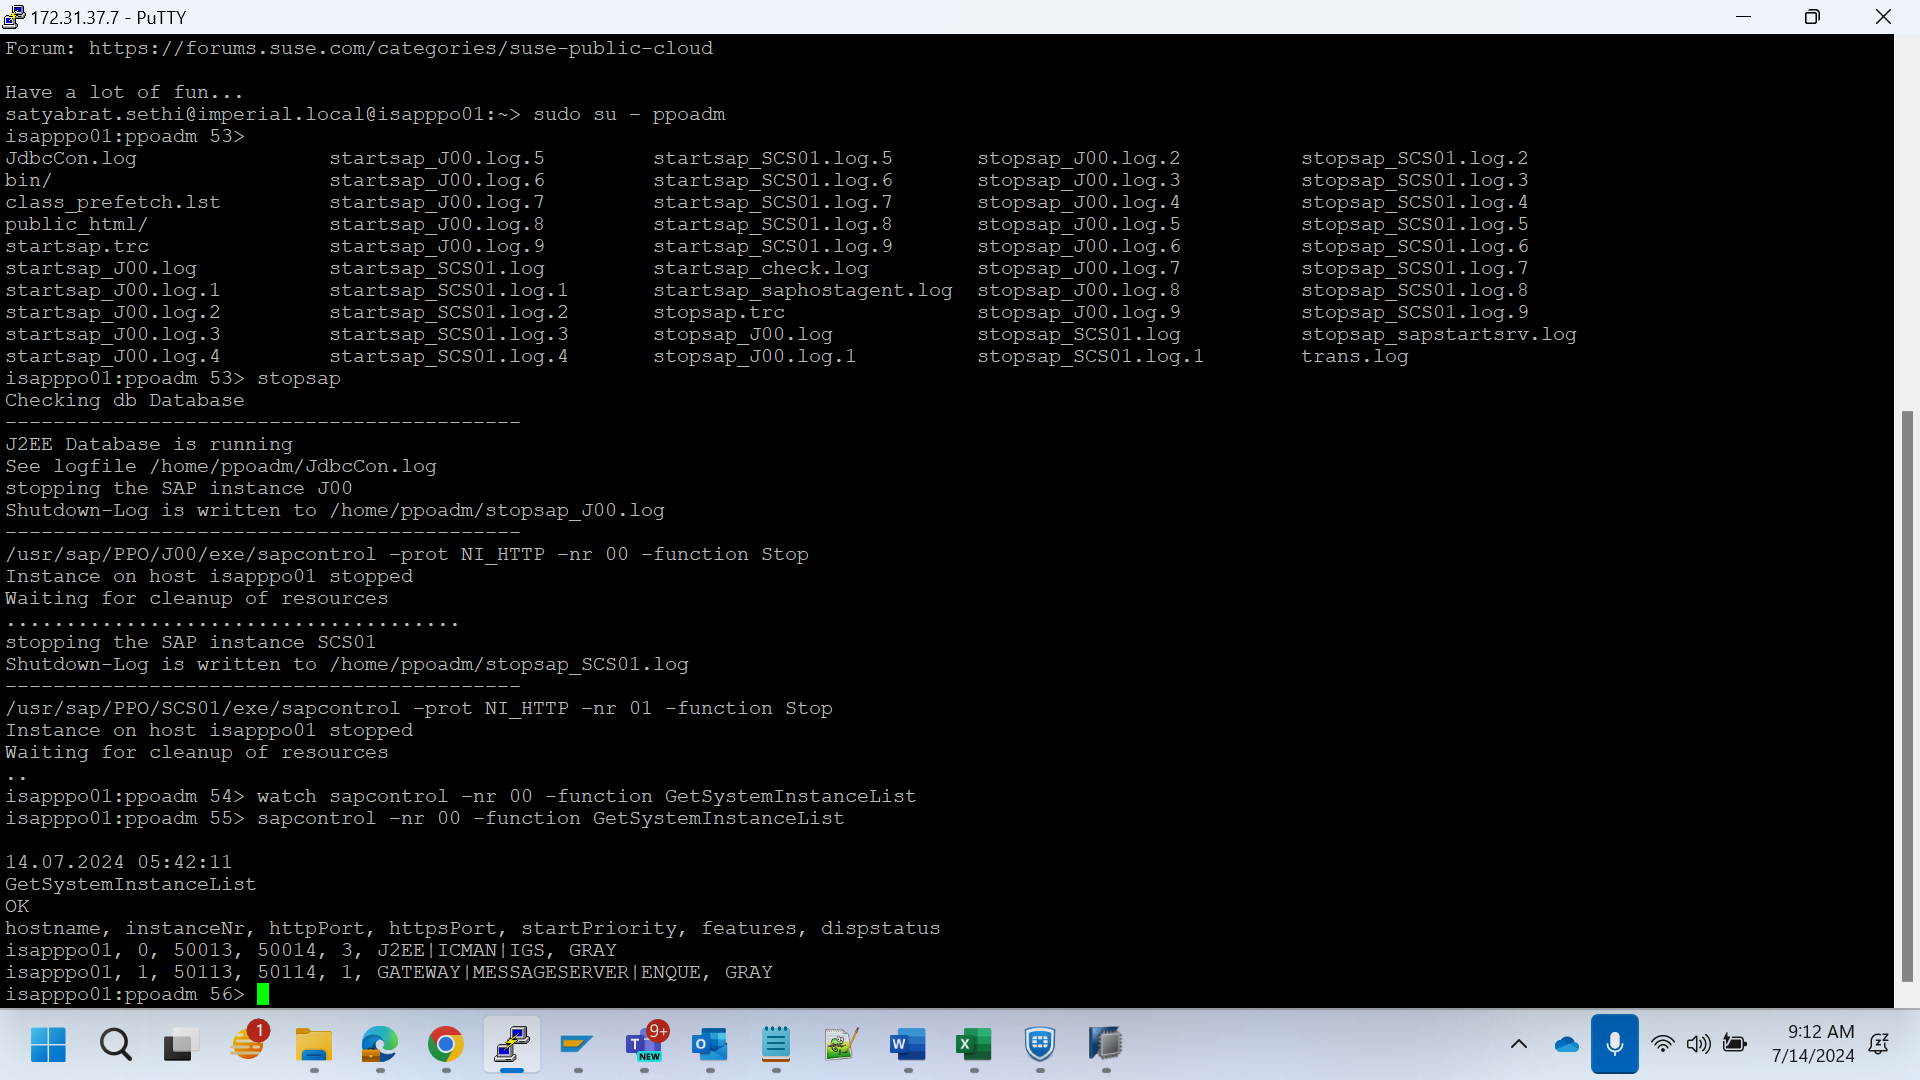 172.31.37.7 - PuTTY
Forum: https://forums.suse.com/categories/suse-public-cloud
Have a lot of fun...
satyabrat.sethi@imperial.local@isapppo01:~> sudo su - ppoadm
isapppo01:ppoadm 53>
JdbcCon.log startsap_J00.log.5 startsap_SCS01.log.5 stopsap_J00.log.2 stopsap_SCS01.log.2
bin/ startsap_J00.log.6 startsap_SCS01.log.6 stopsap_J00.log.3 stopsap_SCS01.log.3
class_prefetch.lst startsap_J00.log.7 startsap_SCS01.log.7 stopsap_J00.log.4 stopsap_SCS01.log.4
public_html/ startsap_J00.log.8 startsap_SCS01.log.8 stopsap_J00.log.5 stopsap_SCS01.log.5
startsap.trc startsap_J00.log.9 startsap_SCS01.log.9 stopsap_J00.log.6 stopsap_SCS01.log.6
startsap_J00.log startsap_SCS01.log startsap_check.log stopsap_J00.log.7 stopsap_SCS01.log.7
startsap_J00.log.1 startsap_SCS01.log.1 startsap_saphostagent.log stopsap_J00.log.8 stopsap_SCS01.log.8
startsap_J00.log.2 startsap_SCS01.log.2 stopsap.trc stopsap_J00.log.9 stopsap_SCS01.log.9
startsap_J00.log.3 startsap_SCS01.log.3 stopsap_J00.log stopsap_SCS01.log stopsap_sapstartsrv.log
startsap_J00.log.4 startsap_SCS01.log.4 stopsap_J00.log.1 stopsap_SCS01.log.1 trans.log
isapppo01:ppoadm 53> stopsap
Checking db Database
-------------------------------------------
J2EE Database is running
See logfile /home/ppoadm/JdbcCon.log
stopping the SAP instance J00
Shutdown-Log is written to /home/ppoadm/stopsap_J00.log
-------------------------------------------
/usr/sap/PPO/J00/exe/sapcontrol -prot NI_HTTP -nr 00 -function Stop
Instance on host isapppo01 stopped
Waiting for cleanup of resources
......................................
stopping the SAP instance SCS01
Shutdown-Log is written to /home/ppoadm/stopsap_SCS01.log
-------------------------------------------
/usr/sap/PPO/SCS01/exe/sapcontrol -prot NI_HTTP -nr 01 -function Stop
Instance on host isapppo01 stopped
Waiting for cleanup of resources
..
isapppo01:ppoadm 54> watch sapcontrol -nr 00 -function GetSystemInstanceList
isapppo01:ppoadm 55> sapcontrol -nr 00 -function GetSystemInstanceList
14.07.2024 05:42:11
GetSystemInstanceList
OK
hostname, instanceNr, httpPort, httpsPort, startPriority, features, dispstatus
isapppo01, 0, 50013, 50014, 3, J2EE|ICMAN|IGS, GRAY
isapppo01, 1, 50113, 50114, 1, GATEWAY|MESSAGESERVER|ENQUE, GRAY
isapppo01:ppoadm 56>
1
9+
NEW
9:12 AM
7/14/2024